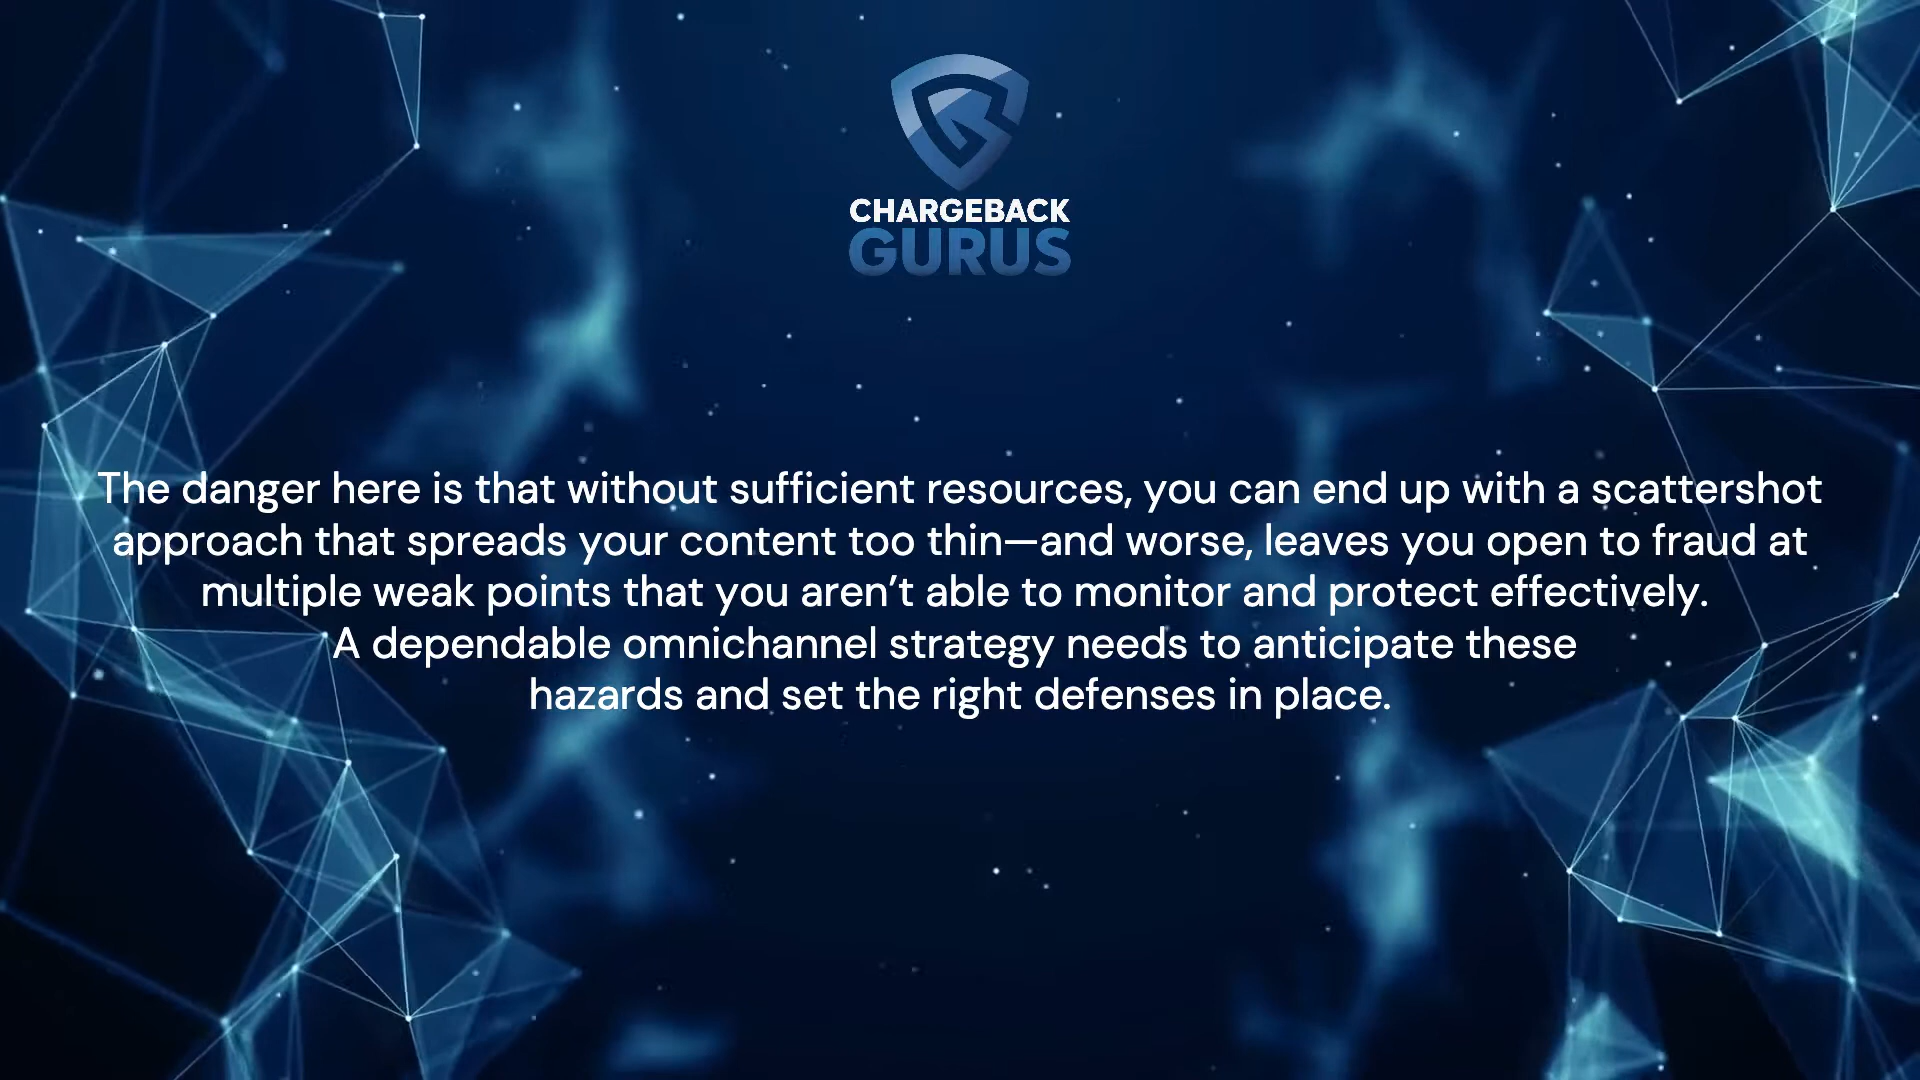 CHARGEBACK
GURUS
The danger here is that without sufficient resources, you can end up with a scattershot
approach that spreads your content too thin—and worse, leaves you open to fraud at
multiple weak points that you aren’t able to monitor and protect effectively.
A dependable omnichannel strategy needs to anticipate these
hazards and set the right defenses in place.